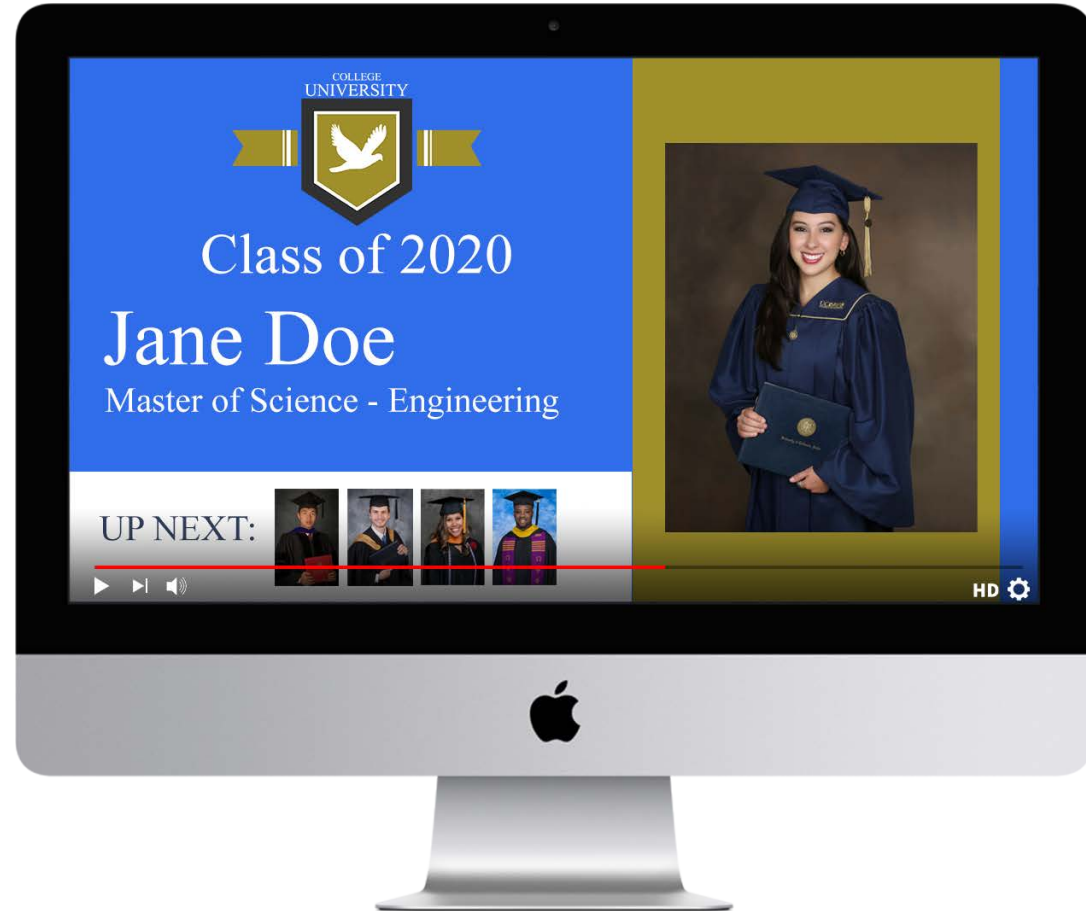 COLLEGE
UNIVERSITY
Class of 2020
Jane Doe
Master of Science - Engineering
UP NEXT:
HD